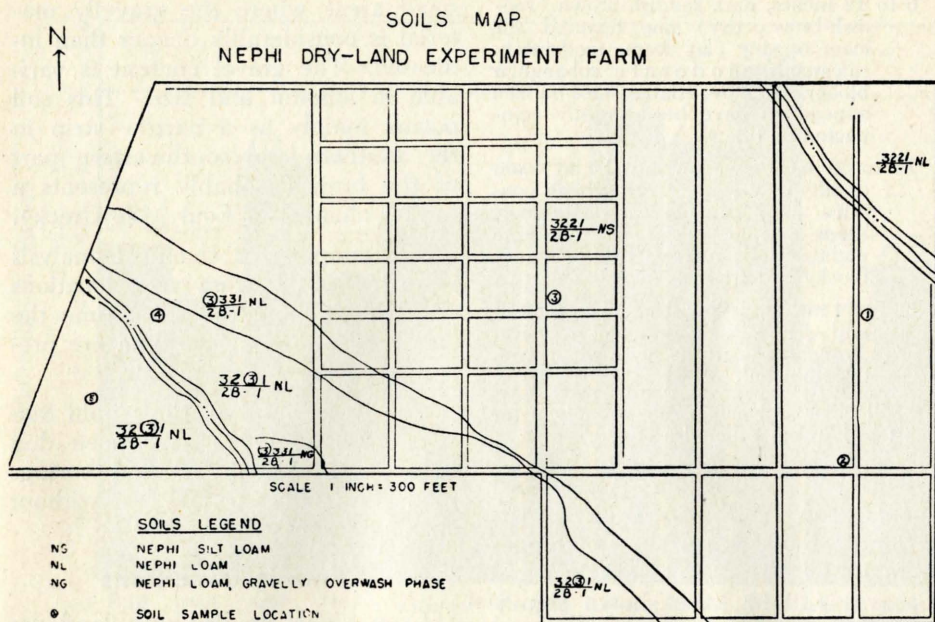 SOILS MAP
NEPHI DRY-LAND EXPERIMENT FARM
N
3221
2B-1 NL
3221
2B-1 NS
③
③331 NL
2B-1
④
①
32③1 NL
2B-1
⑤
32③1 NL
2B-1
③331 NG
2B-1
②
SCALE 1 INCH = 300 FEET
SOILS LEGEND
NS NEPHI SILT LOAM
NL NEPHI LOAM
NG NEPHI LOAM, GRAVELLY OVERWASH PHASE
SOIL SAMPLE LOCATION
32③1 NL
2B-1